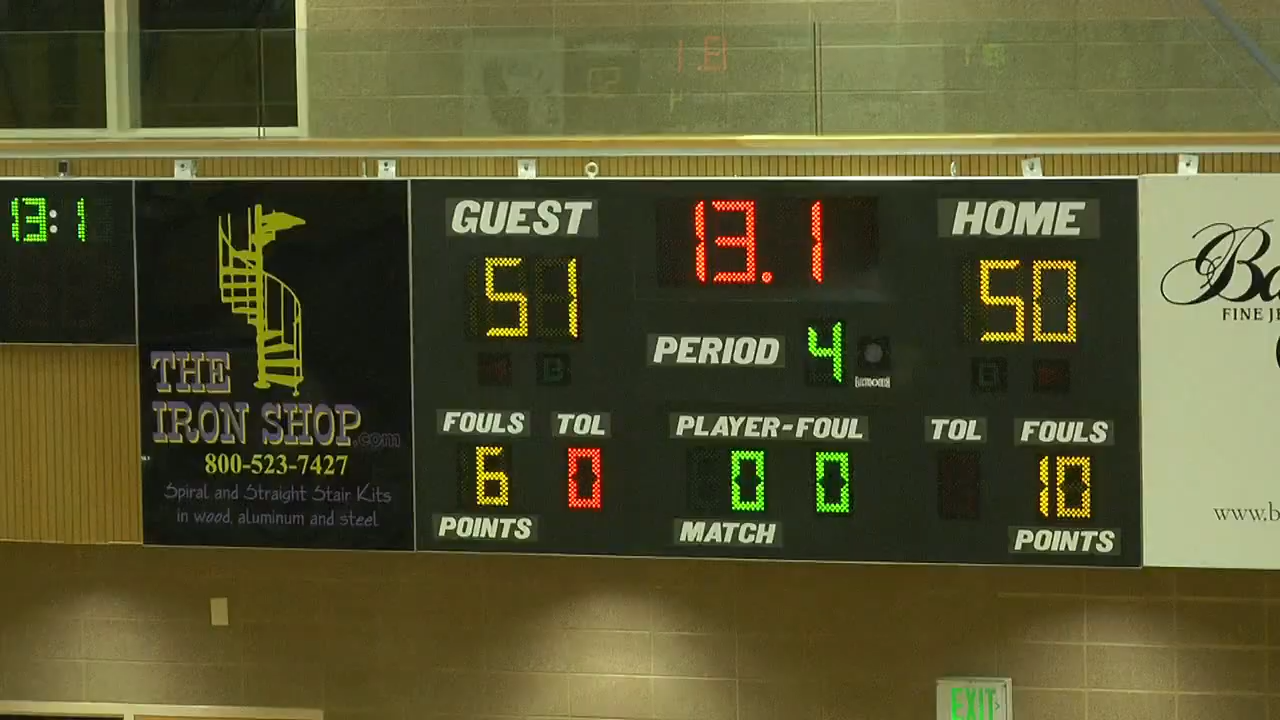 13:1
GUEST
13.1
HOME
51
50
PERIOD 4
THE
IRON SHOP.com
800-523-7427
Spiral and Straight Stair Kits
in wood, aluminum and steel
B
B
FOULS
TOL
PLAYER-FOUL
TOL
FOULS
6
0
0
0
10
POINTS
MATCH
POINTS
FINE
www.b
EXIT